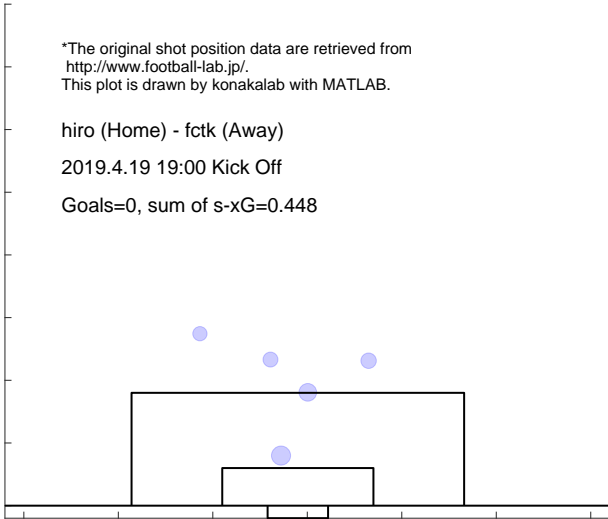 *The original shot position data are retrieved from
http://www.football-lab.jp/.
This plot is drawn by konakalab with MATLAB.
hiro (Home) - fctk (Away)
2019.4.19 19:00 Kick Off
Goals=0, sum of s-xG=0.448